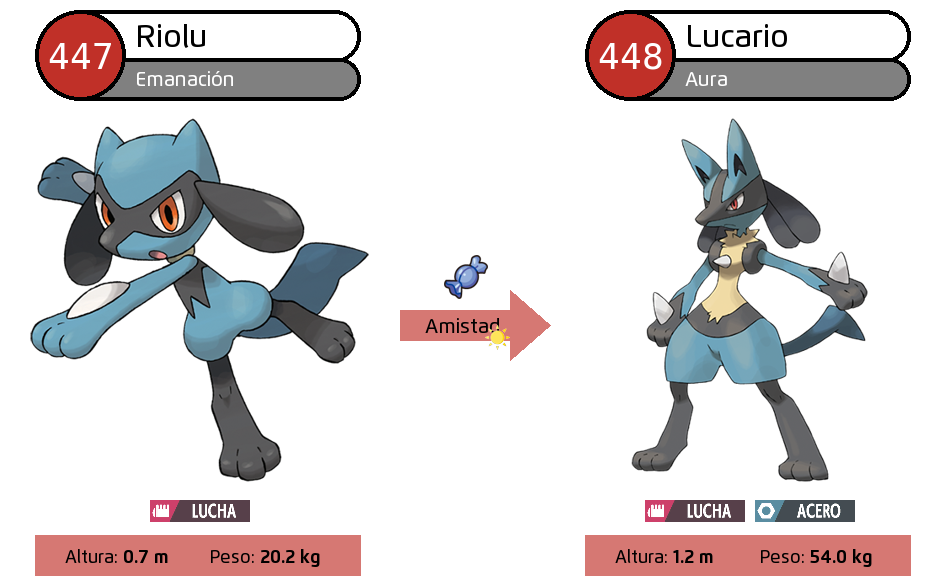 447
Riolu
Emanación
448
Lucario
Aura
Amistad
LUCHA
LUCHA
ACERO
Altura: 0.7 m Peso: 20.2 kg
Altura: 1.2 m Peso: 54.0 kg